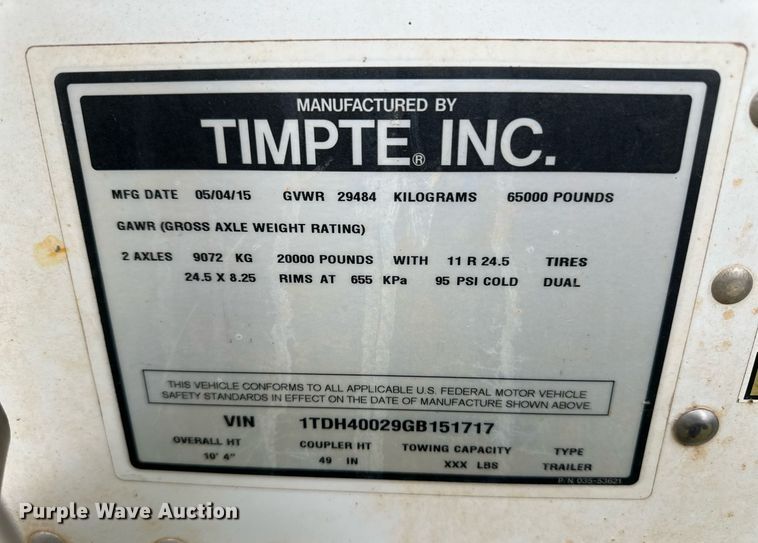 MANUFACTURED BY
TIMPTE® INC.
MFG DATE 05/04/15 GVWR 29484 KILOGRAMS 65000 POUNDS
GAWR (GROSS AXLE WEIGHT RATING)
2 AXLES 9072 KG 20000 POUNDS WITH 11 R 24.5 TIRES
24.5 X 8.25 RIMS AT 655 KPa 95 PSI COLD DUAL
THIS VEHICLE CONFORMS TO ALL APPLICABLE U.S. FEDERAL MOTOR VEHICLE
SAFETY STANDARDS IN EFFECT ON THE DATE OF MANUFACTURE SHOWN ABOVE
VIN 1TDH40029GB151717
OVERALL HT COUPLER HT TOWING CAPACITY TYPE
10' 4" 49 IN XXX LBS TRAILER
P.N. 035-53621
Purple Wave Auction